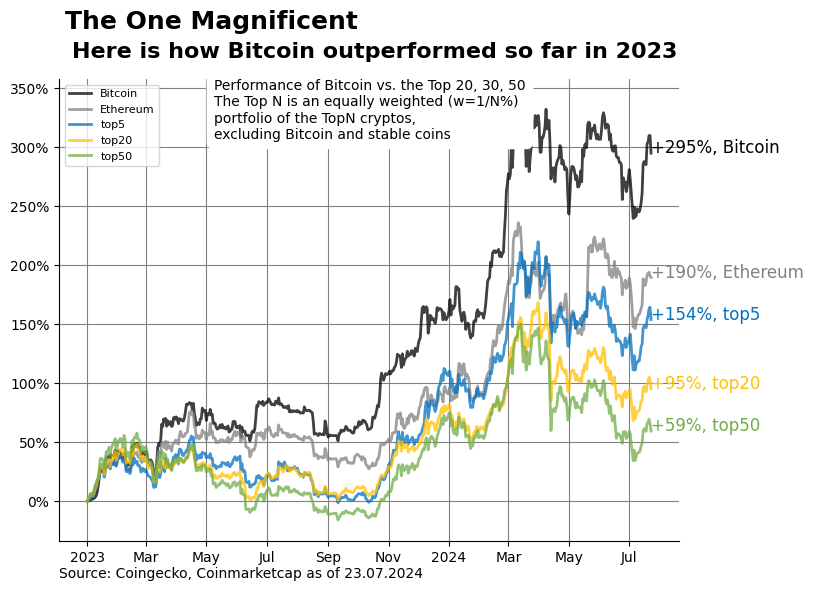 The One Magnificent
Here is how Bitcoin outperformed so far in 2023
350%
300%
250%
200%
150%
100%
50%
0%
Bitcoin
Ethereum
top5
top20
top50
Performance of Bitcoin vs. the Top 20, 30, 50
The Top N is an equally weighted (w=1/N%)
portfolio of the TopN cryptos,
excluding Bitcoin and stable coins
+295%, Bitcoin
+190%, Ethereum
+154%, top5
+95%, top20
+59%, top50
2023 Mar May Jul Sep Nov 2024 Mar May Jul
Source: Coingecko, Coinmarketcap as of 23.07.2024